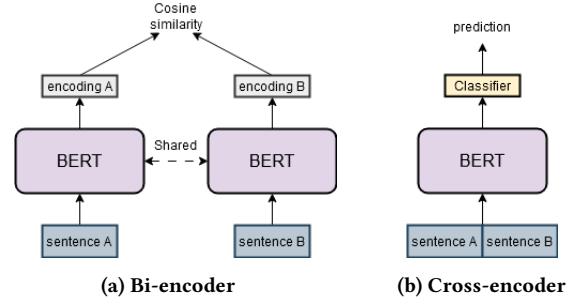 Cosine
similarity
encoding A
encoding B
BERT
Shared
BERT
sentence A
sentence B
(a) Bi-encoder
prediction
Classifier
BERT
sentence A sentence B
(b) Cross-encoder